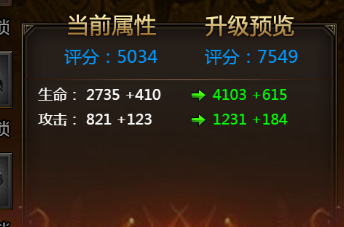 当前属性 升级预览
评分：5034 评分：7549
生命： 2735 +410 4103 +615
攻击： 821 +123 1231 +184